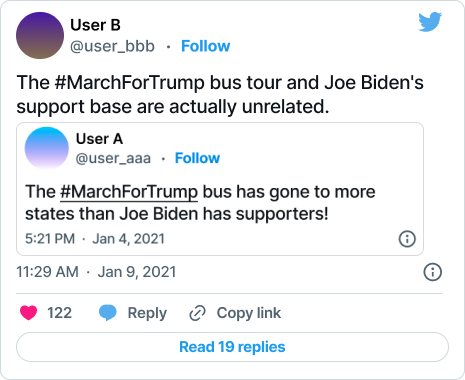 User B
@user_bbb · Follow
The #MarchForTrump bus tour and Joe Biden's
support base are actually unrelated.
User A
@user_aaa · Follow
The #MarchForTrump bus has gone to more
states than Joe Biden has supporters!
5:21 PM · Jan 4, 2021
11:29 AM · Jan 9, 2021
122 Reply Copy link
Read 19 replies